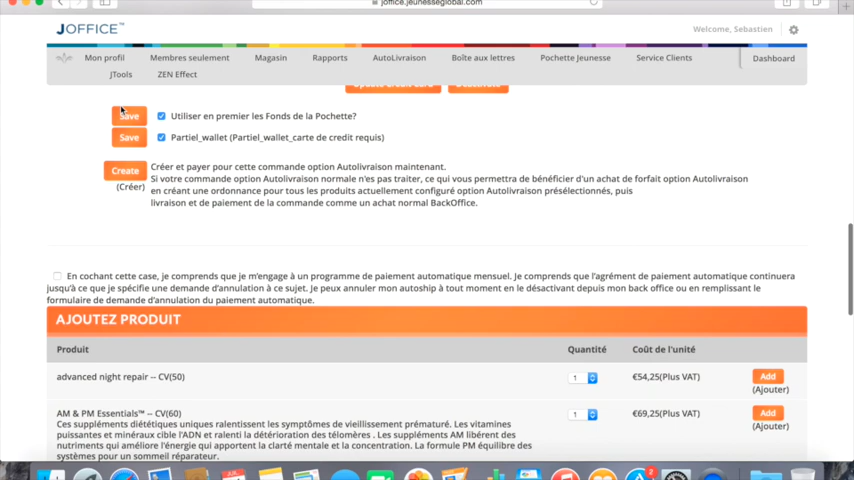 joffice.jeunesseglobal.com
JOFFICE™
Welcome, Sebastien
Mon profil Membres seulement Magasin Rapports AutoLivraison Boîte aux lettres Pochette Jeunesse Service Clients Dashboard
JTools ZEN Effect
Save Utiliser en premier les Fonds de la Pochette?
Save Partiel_wallet (Partiel_wallet_carte de credit requis)
Create Créer et payer pour cette commande option Autolivraison maintenant.
(Créer) Si votre commande option Autolivraison normale n'es pas traiter, ce qui vous permettra de bénéficier d'un achat de forfait option Autolivraison
en créant une ordonnance pour tous les produits actuellement configuré option Autolivraison présélectionnés, puis
livraison et de paiement de la commande comme un achat normal BackOffice.
En cochant cette case, je comprends que je m'engage à un programme de paiement automatique mensuel. Je comprends que l'agrément de paiement automatique continuera
jusqu'à ce que je spécifie une demande d'annulation à ce sujet. Je peux annuler mon autoship à tout moment en le désactivant depuis mon back office ou en remplissant le
formulaire de demande d'annulation du paiement automatique.
AJOUTEZ PRODUIT
Produit Quantité Coût de l'unité
advanced night repair -- CV(50) 1 €54,25(Plus VAT) Add
(Ajouter)
AM & PM Essentials™ -- CV(60) 1 €69,25(Plus VAT) Add
Ces suppléments diététiques uniques ralentissent les symptômes de vieillissement prématuré. Les vitamines (Ajouter)
puissantes et minéraux cible l'ADN et ralenti la détérioration des télomères . Les suppléments AM libérent des
nutriments qui améliore l'énergie qui apportent la clarté mentale et la concentration. La formule PM équilibre des
systèmes pour un sommeil réparateur.
2